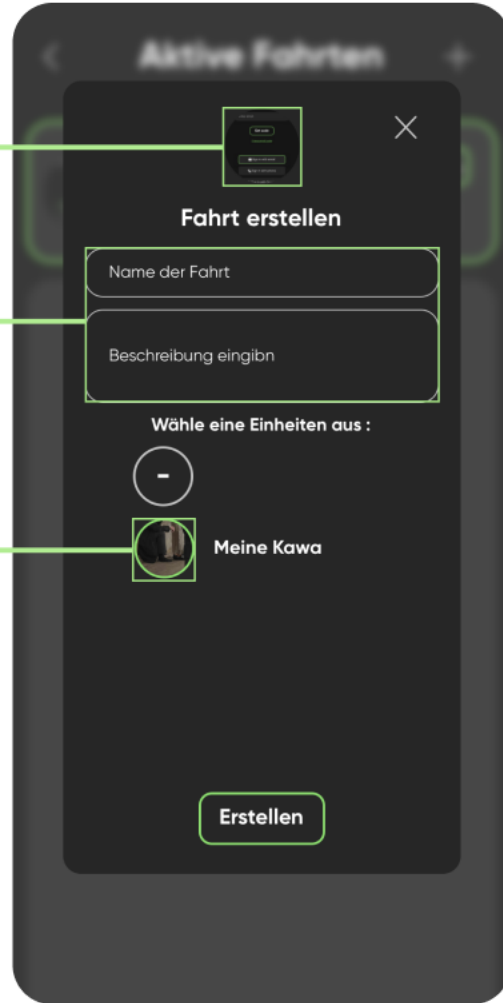 Aktive Fahrten
Fahrt erstellen
Name der Fahrt
Beschreibung eingibn
Wähle eine Einheiten aus :
-
Meine Kawa
Erstellen